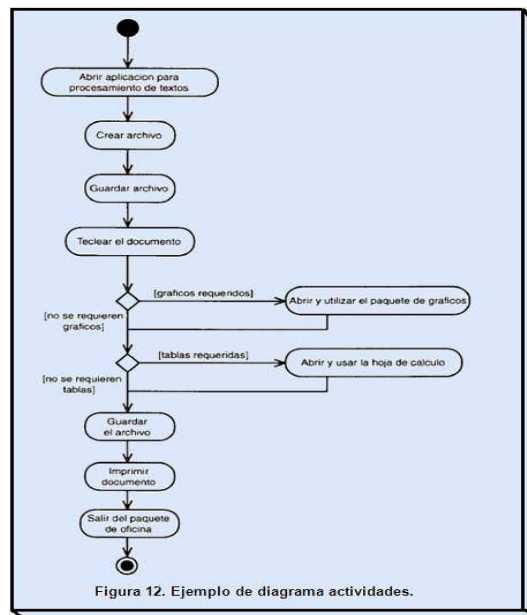 Abrir aplicacion para
procesamiento de textos
Crear archivo
Guardar archivo
Teclear el documento
[graficos requeridos]
Abrir y utilizar el paquete de graficos
[no se requieren
graficos]
[tablas requeridas]
Abrir y usar la hoja de calculo
[no se requieren
tablas]
Guardar
el archivo
Imprimir
documento
Salir del paquete
de oficina
Figura 12. Ejemplo de diagrama actividades.